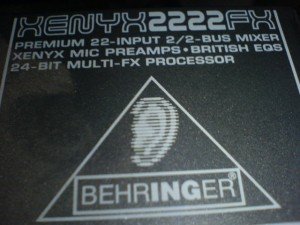 XENYX2222FX
PREMIUM 22-INPUT 2/2-BUS MIXER
XENYX MIC PREAMPS • BRITISH EQS
24-BIT MULTI-FX PROCESSOR
BEHRINGER®